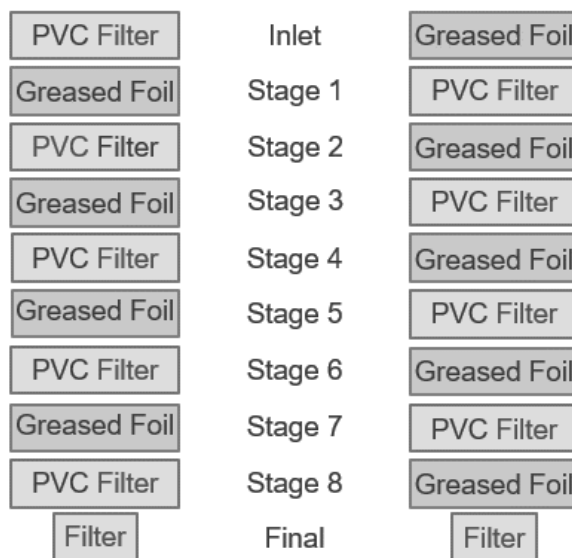 PVC Filter Inlet Greased Foil
Greased Foil Stage 1 PVC Filter
PVC Filter Stage 2 Greased Foil
Greased Foil Stage 3 PVC Filter
PVC Filter Stage 4 Greased Foil
Greased Foil Stage 5 PVC Filter
PVC Filter Stage 6 Greased Foil
Greased Foil Stage 7 PVC Filter
PVC Filter Stage 8 Greased Foil
Filter Final Filter